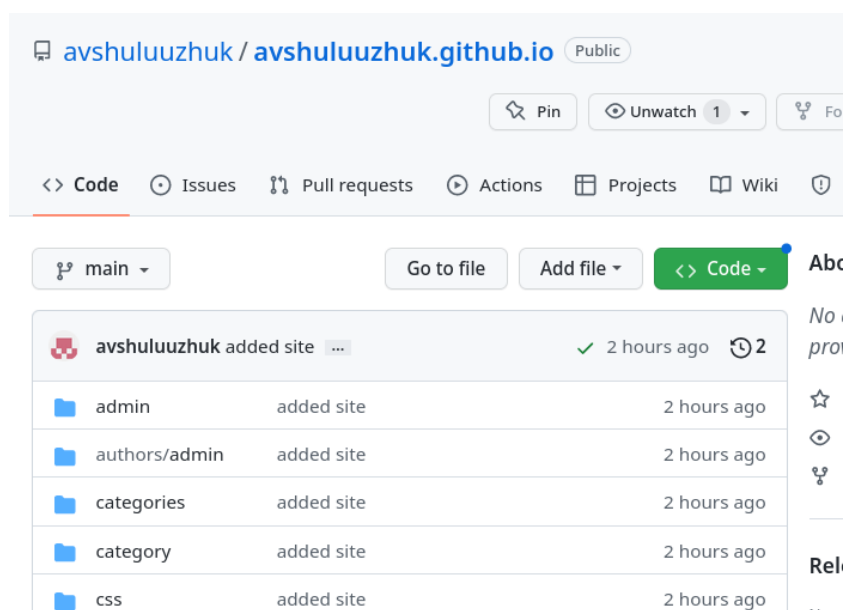 avshuluuzhuk / avshuluuzhuk.github.io Public
Pin Unwatch 1
Code Issues Pull requests Actions Projects Wiki
main Go to file Add file Code
avshuluuzhuk added site ... 2 hours ago 2
No
admin added site 2 hours ago
authors/admin added site 2 hours ago
categories added site 2 hours ago
category added site 2 hours ago
css added site 2 hours ago